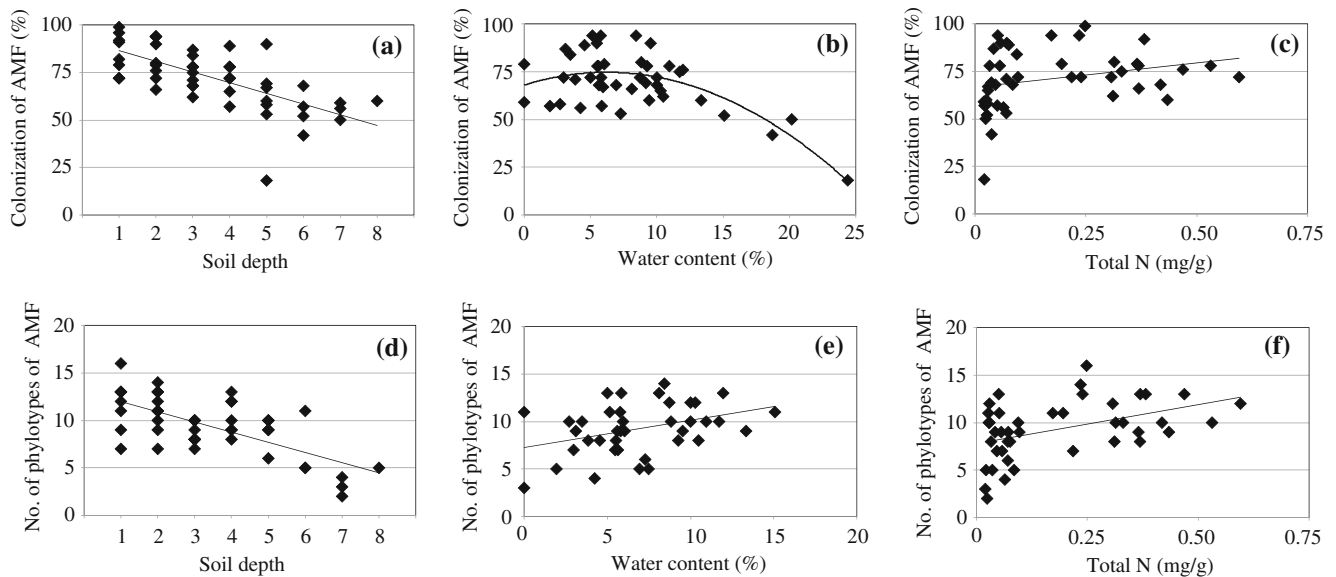 Colonization of AMF (%)
100
75
50
25
0
1 2 3 4 5 6 7 8
Soil depth
(a)
Colonization of AMF (%)
100
75
50
25
0
0 5 10 15 20 25
Water content (%)
(b)
Colonization of AMF (%)
100
75
50
25
0
0 0.25 0.50 0.75
Total N (mg/g)
(c)
No. of phylotypes of AMF
20
15
10
5
0
1 2 3 4 5 6 7 8
Soil depth
(d)
No. of phylotypes of AMF
20
15
10
5
0
0 5 10 15 20
Water content (%)
(e)
No. of phylotypes of AMF
20
15
10
5
0
0 0.25 0.50 0.75
Total N (mg/g)
(f)